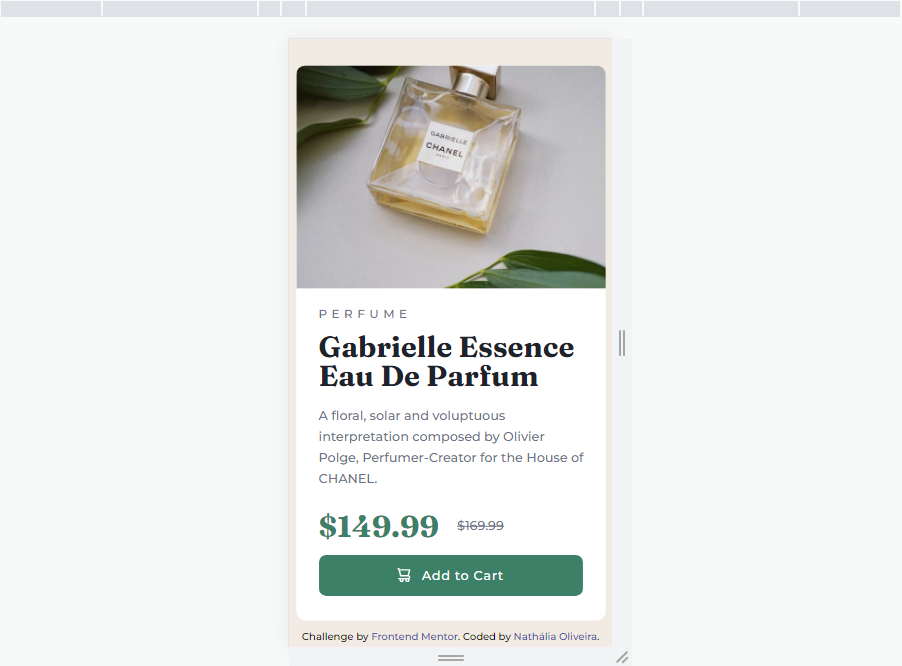 GABRIELLE
CHANEL
PARIS
PERFUME
Gabrielle Essence
Eau De Parfum
A floral, solar and voluptuous
interpretation composed by Olivier
Polge, Perfumer-Creator for the House of
CHANEL.
$149.99 $169.99
Add to Cart
Challenge by Frontend Mentor. Coded by Nathália Oliveira.